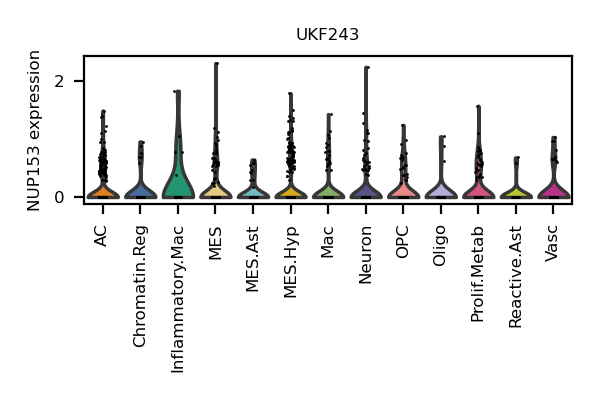 UKF243
NUP153 expression
2
0
AC
Chromatin.Reg
Inflammatory.Mac
MES
MES.Ast
MES.Hyp
Mac
Neuron
OPC
Oligo
Prolif.Metab
Reactive.Ast
Vasc